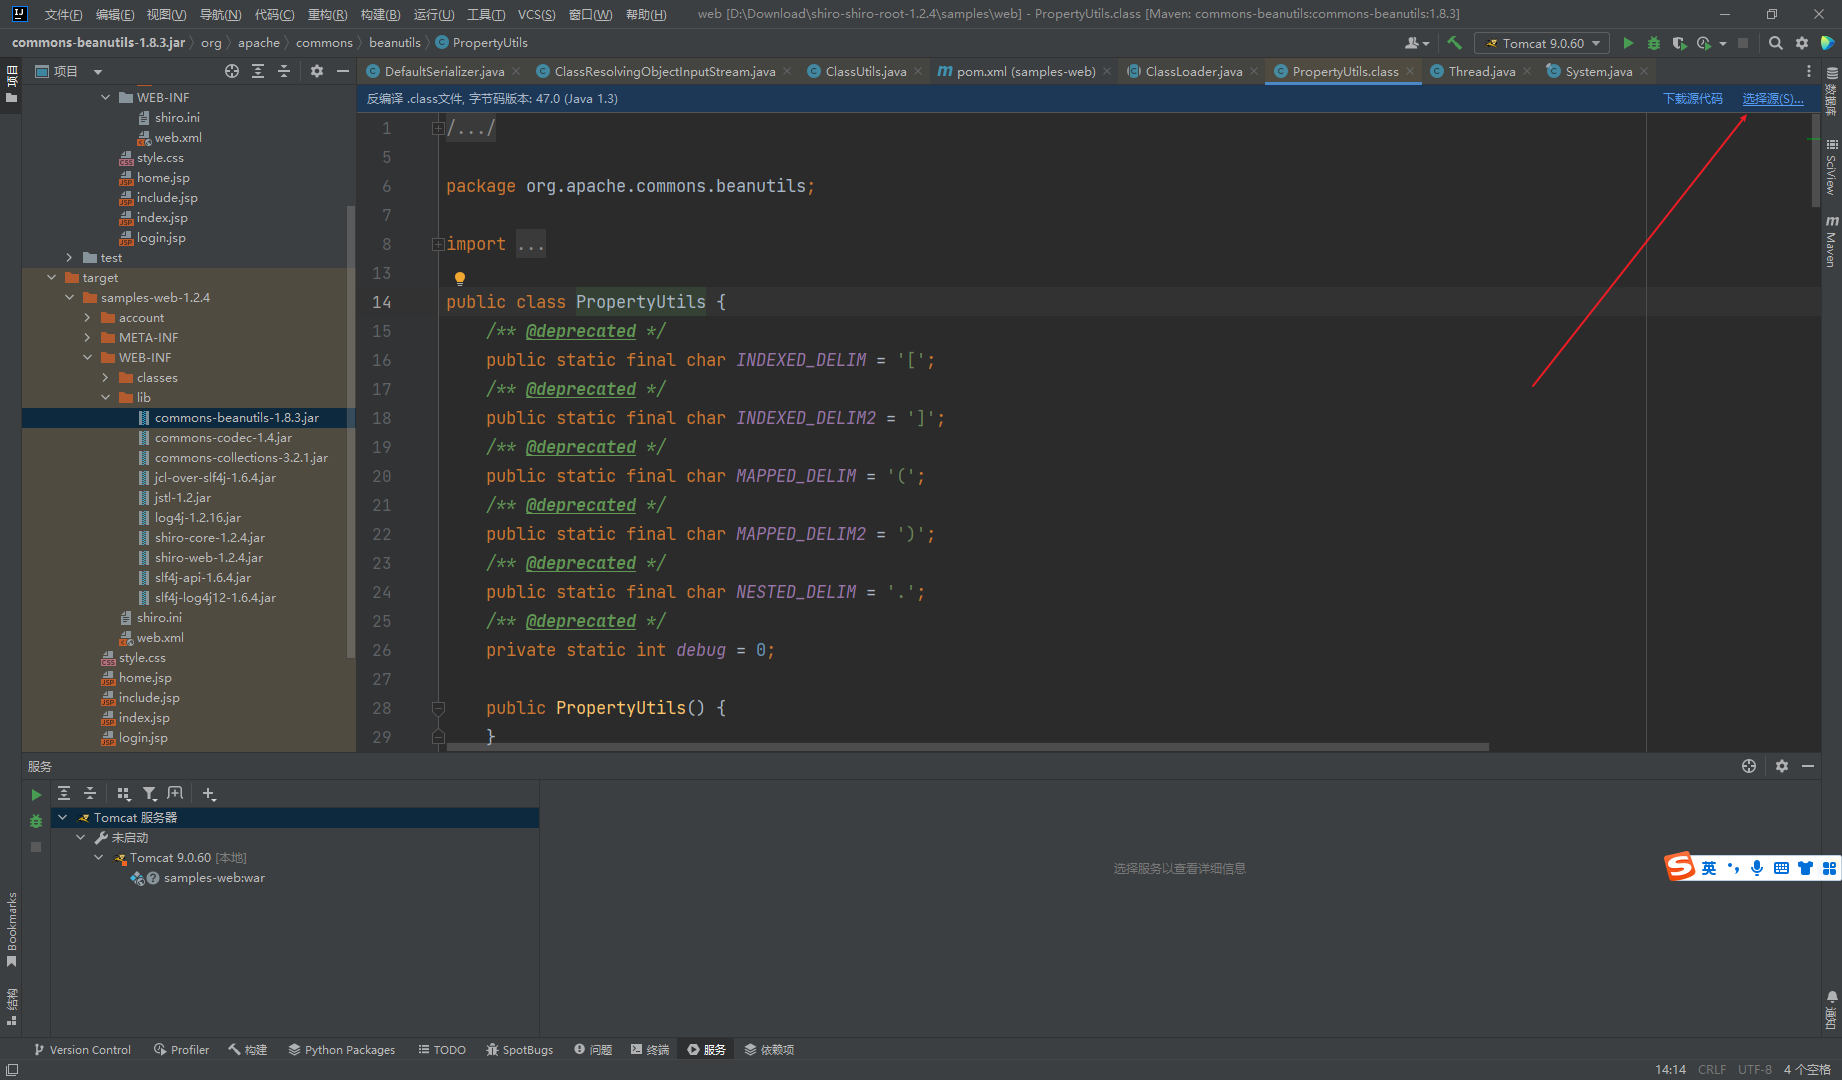 文件(F) 编辑(E) 视图(V) 导航(N) 代码(C) 重构(R) 构建(B) 运行(U) 工具(T) VCS(S) 窗口(W) 帮助(H) web [D:\Download\shiro-shiro-root-1.2.4\samples\web] - PropertyUtils.class [Maven: commons-beanutils:commons-beanutils:1.8.3]
commons-beanutils-1.8.3.jar org apache commons beanutils PropertyUtils
Tomcat 9.0.60
项目
项目
DefaultSerializer.java ClassResolvingObjectInputStream.java ClassUtils.java pom.xml (samples-web) ClassLoader.java PropertyUtils.class Thread.java System.java
反编译 .class文件, 字节码版本: 47.0 (Java 1.3) 下载源代码 选择源(S)...
WEB-INF
shiro.ini
web.xml
style.css
home.jsp
include.jsp
index.jsp
login.jsp
test
target
samples-web-1.2.4
account
META-INF
WEB-INF
classes
lib
commons-beanutils-1.8.3.jar
commons-codec-1.4.jar
commons-collections-3.2.1.jar
jcl-over-slf4j-1.6.4.jar
jstl-1.2.jar
log4j-1.2.16.jar
shiro-core-1.2.4.jar
shiro-web-1.2.4.jar
slf4j-api-1.6.4.jar
slf4j-log4j12-1.6.4.jar
shiro.ini
web.xml
style.css
home.jsp
include.jsp
index.jsp
login.jsp
1 /.../
5
6 package org.apache.commons.beanutils;
7
8 import ...
13
14 public class PropertyUtils {
15 /** @deprecated */
16 public static final char INDEXED_DELIM = '[';
17 /** @deprecated */
18 public static final char INDEXED_DELIM2 = ']';
19 /** @deprecated */
20 public static final char MAPPED_DELIM = '(';
21 /** @deprecated */
22 public static final char MAPPED_DELIM2 = ')';
23 /** @deprecated */
24 public static final char NESTED_DELIM = '.';
25 /** @deprecated */
26 private static int debug = 0;
27
28 public PropertyUtils() {
29 }
数据库
SciView
Maven
通知
服务
Tomcat 服务器
未启动
Tomcat 9.0.60 [本地]
samples-web:war
选择服务以查看详细信息
英
Bookmarks
结构
Version Control Profiler 构建 Python Packages TODO SpotBugs 问题 终端 服务 依赖项
14:14 CRLF UTF-8 4 个空格